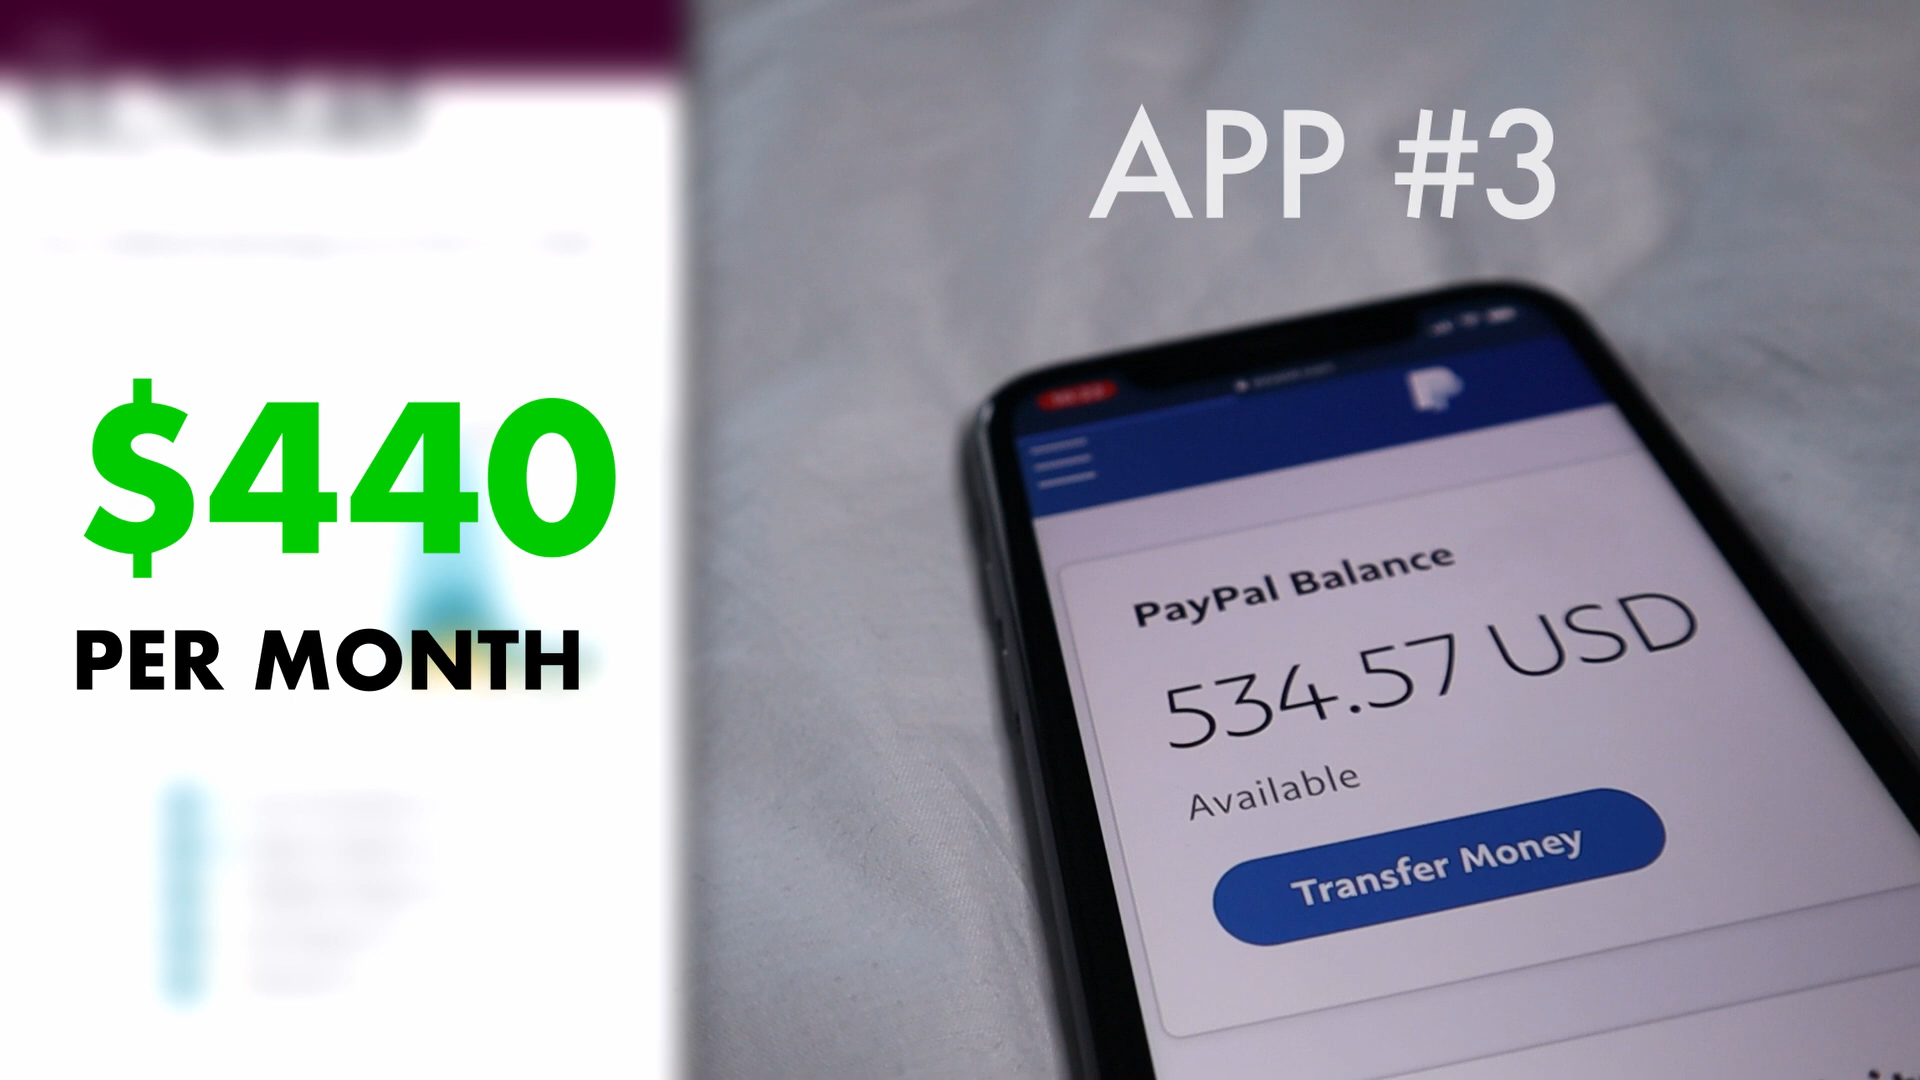 $440
PER MONTH
APP #3
PayPal Balance
534.57 USD
Available
Transfer Money